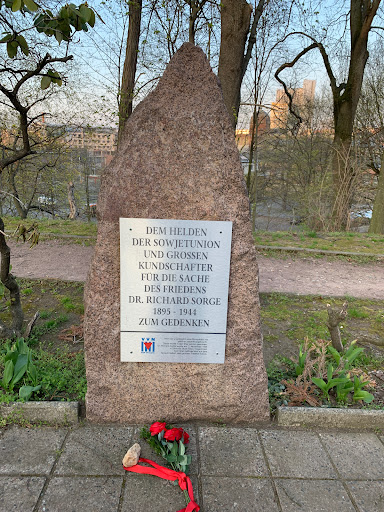 DEM HELDEN
DER SOWJETUNION
UND GROSSEN
KUNDSCHAFTER
FÜR DIE SACHE
DES FRIEDENS
DR. RICHARD SORGE
1895 - 1944
ZUM GEDENKEN